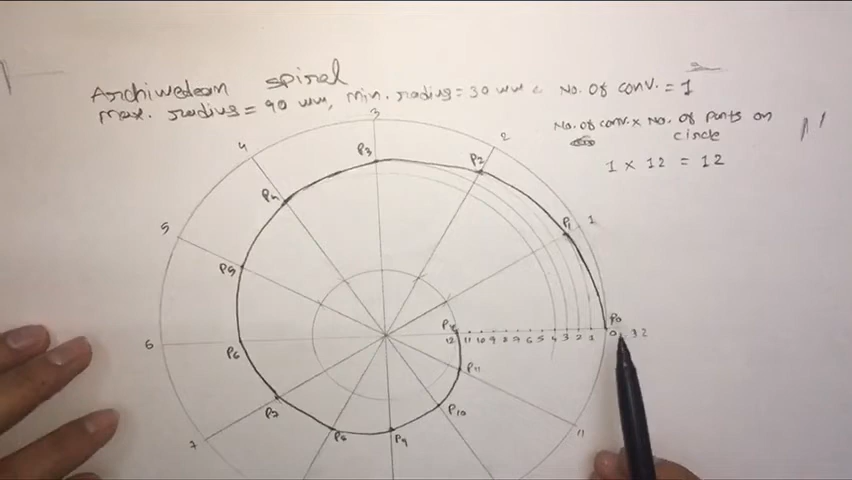 Archimedean spiral
Max. radius = 90 mm, Min. radius = 30 mm & No. of conv. = 1
No. of conv. x No. of parts on
circle
1 x 12 = 12
3
2
4
P3
P2
P4
P1
1
5
P5
P0
P12
12 11 10 9 8 7 6 5 4 3 2 1 0
6
P6
P11
P7
P10
7
P8
P9
11